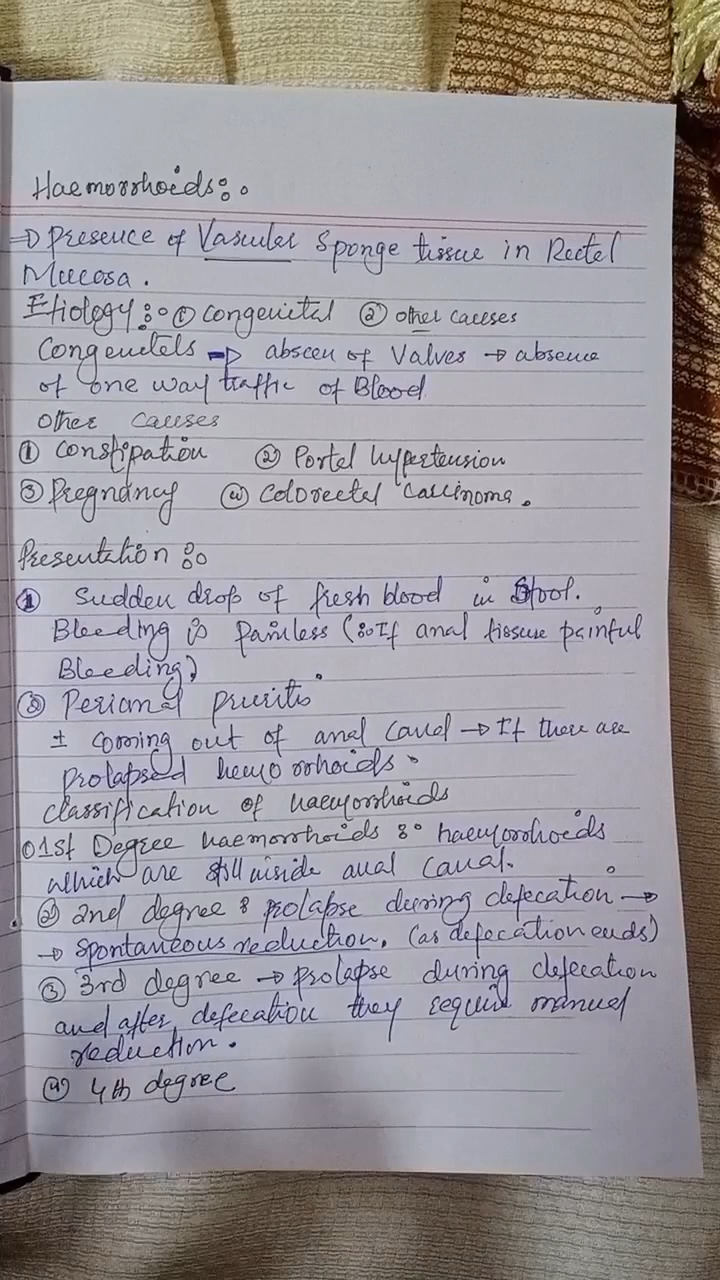 Haemorrhoids:
⇒ Presence of Vascular Sponge tissue in Rectal
Mucosa.
Etiology: ① Congenital ② other causes
Congenitals → abscen of Valves → absence
of one way traffic of Blood
Other causes
① Constipation ② Portal hypertension
③ Pregnancy ④ Colorectal Carcinoma.
Presentation:
① Sudden drop of fresh blood in Stool.
Bleeding is Painless (If anal fissure painful
Bleeding)
② Perianal pruritis
± coming out of anal canal → If there are
prolapsed hemorrhoids.
Classification of haemorrhoids
① 1st Degree haemorrhoids: haemorrhoids
which are still inside anal canal.
② 2nd degree: prolapse during defecation →
→ Spontaneous reduction. (as defecation ends)
③ 3rd degree → prolapse during defecation
and after defecation they require manual
reduction.
④ 4th degree